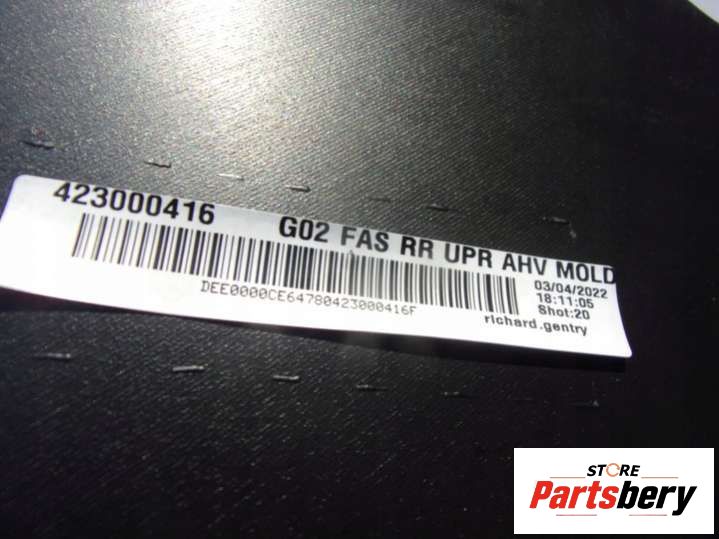 423000416 G02 FAS RR UPR AHV MOLD
DEE0000CE64780423000416F
03/04/2022
18:11:05
Shot:20
richard.gentry
STORE
Partsbery